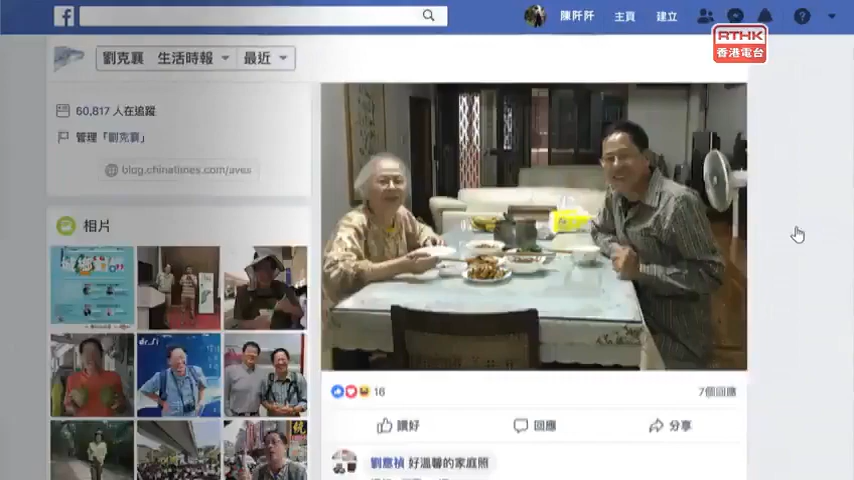 陳阡阡 主頁 建立
RTHK
香港電台
劉克襄 生活時報 最近
60,817 人在追蹤
管理「劉克襄」
blog.chinatimes.com/aves
相片
16
7個回應
讚好 回應 分享
劉意禎 好溫馨的家庭照